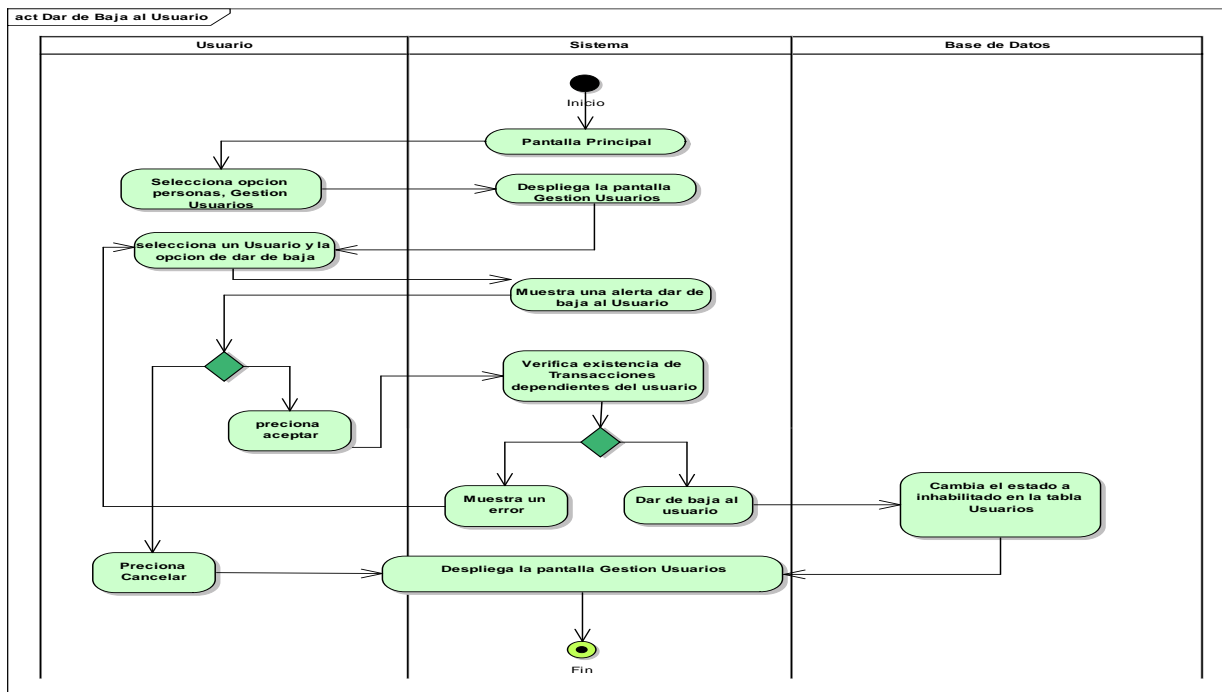 act Dar de Baja al Usuario
Usuario
Sistema
Base de Datos
Inicio
Pantalla Principal
Selecciona opcion
personas, Gestion
Usuarios
Despliega la pantalla
Gestion Usuarios
selecciona un Usuario y la
opcion de dar de baja
Muestra una alerta dar de
baja al Usuario
Verifica existencia de
Transacciones
dependientes del usuario
preciona
aceptar
Muestra un
error
Dar de baja al
usuario
Cambia el estado a
inhabilitado en la tabla
Usuarios
Preciona
Cancelar
Despliega la pantalla Gestion Usuarios
Fin